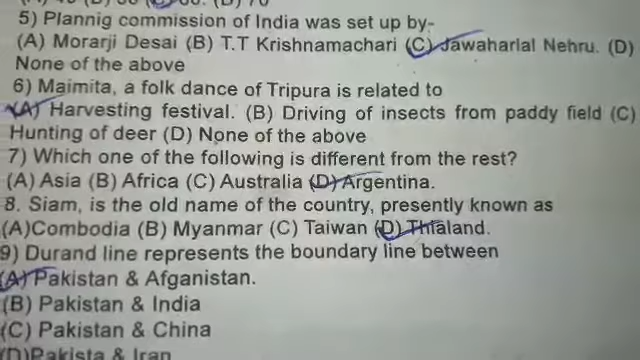 5) Plannig commission of India was set up by-
(A) Morarji Desai (B) T.T Krishnamachari (C) Jawaharlal Nehru. (D)
None of the above
6) Maimita, a folk dance of Tripura is related to
(A) Harvesting festival. (B) Driving of insects from paddy field (C)
Hunting of deer (D) None of the above
7) Which one of the following is different from the rest?
(A) Asia (B) Africa (C) Australia (D) Argentina.
8. Siam, is the old name of the country, presently known as
(A)Combodia (B) Myanmar (C) Taiwan (D) Thialand.
9) Durand line represents the boundary line between
(A) Pakistan & Afganistan.
(B) Pakistan & India
(C) Pakistan & China
(D)Pakista & Iran